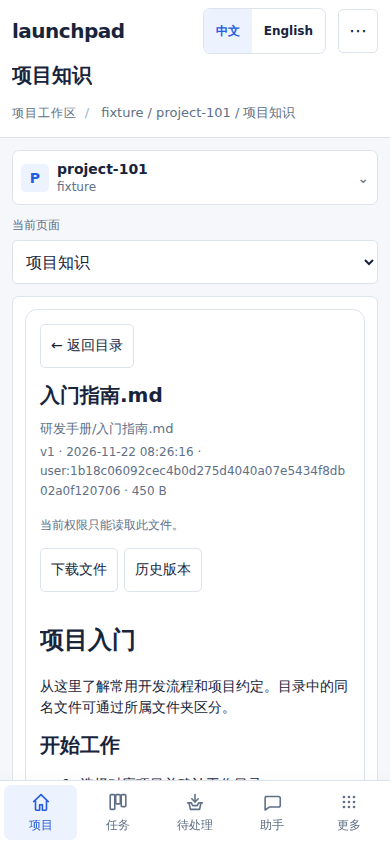 launchpad
中文 English ⋯
项目知识
项目工作区 / fixture / project-101 / 项目知识
P project-101
fixture
当前页面
项目知识
← 返回目录
入门指南.md
研发手册/入门指南.md
v1 · 2026-11-22 08:26:16 ·
user:1b18c06092cec4b0d275d4040a07e5434f8db
02a0f120706 · 450 B
当前权限只能读取此文件。
下载文件 历史版本
项目入门
从这里了解常用开发流程和项目约定。目录中的同
名文件可通过所属文件夹区分。
开始工作
项目 任务 待处理 助手 更多